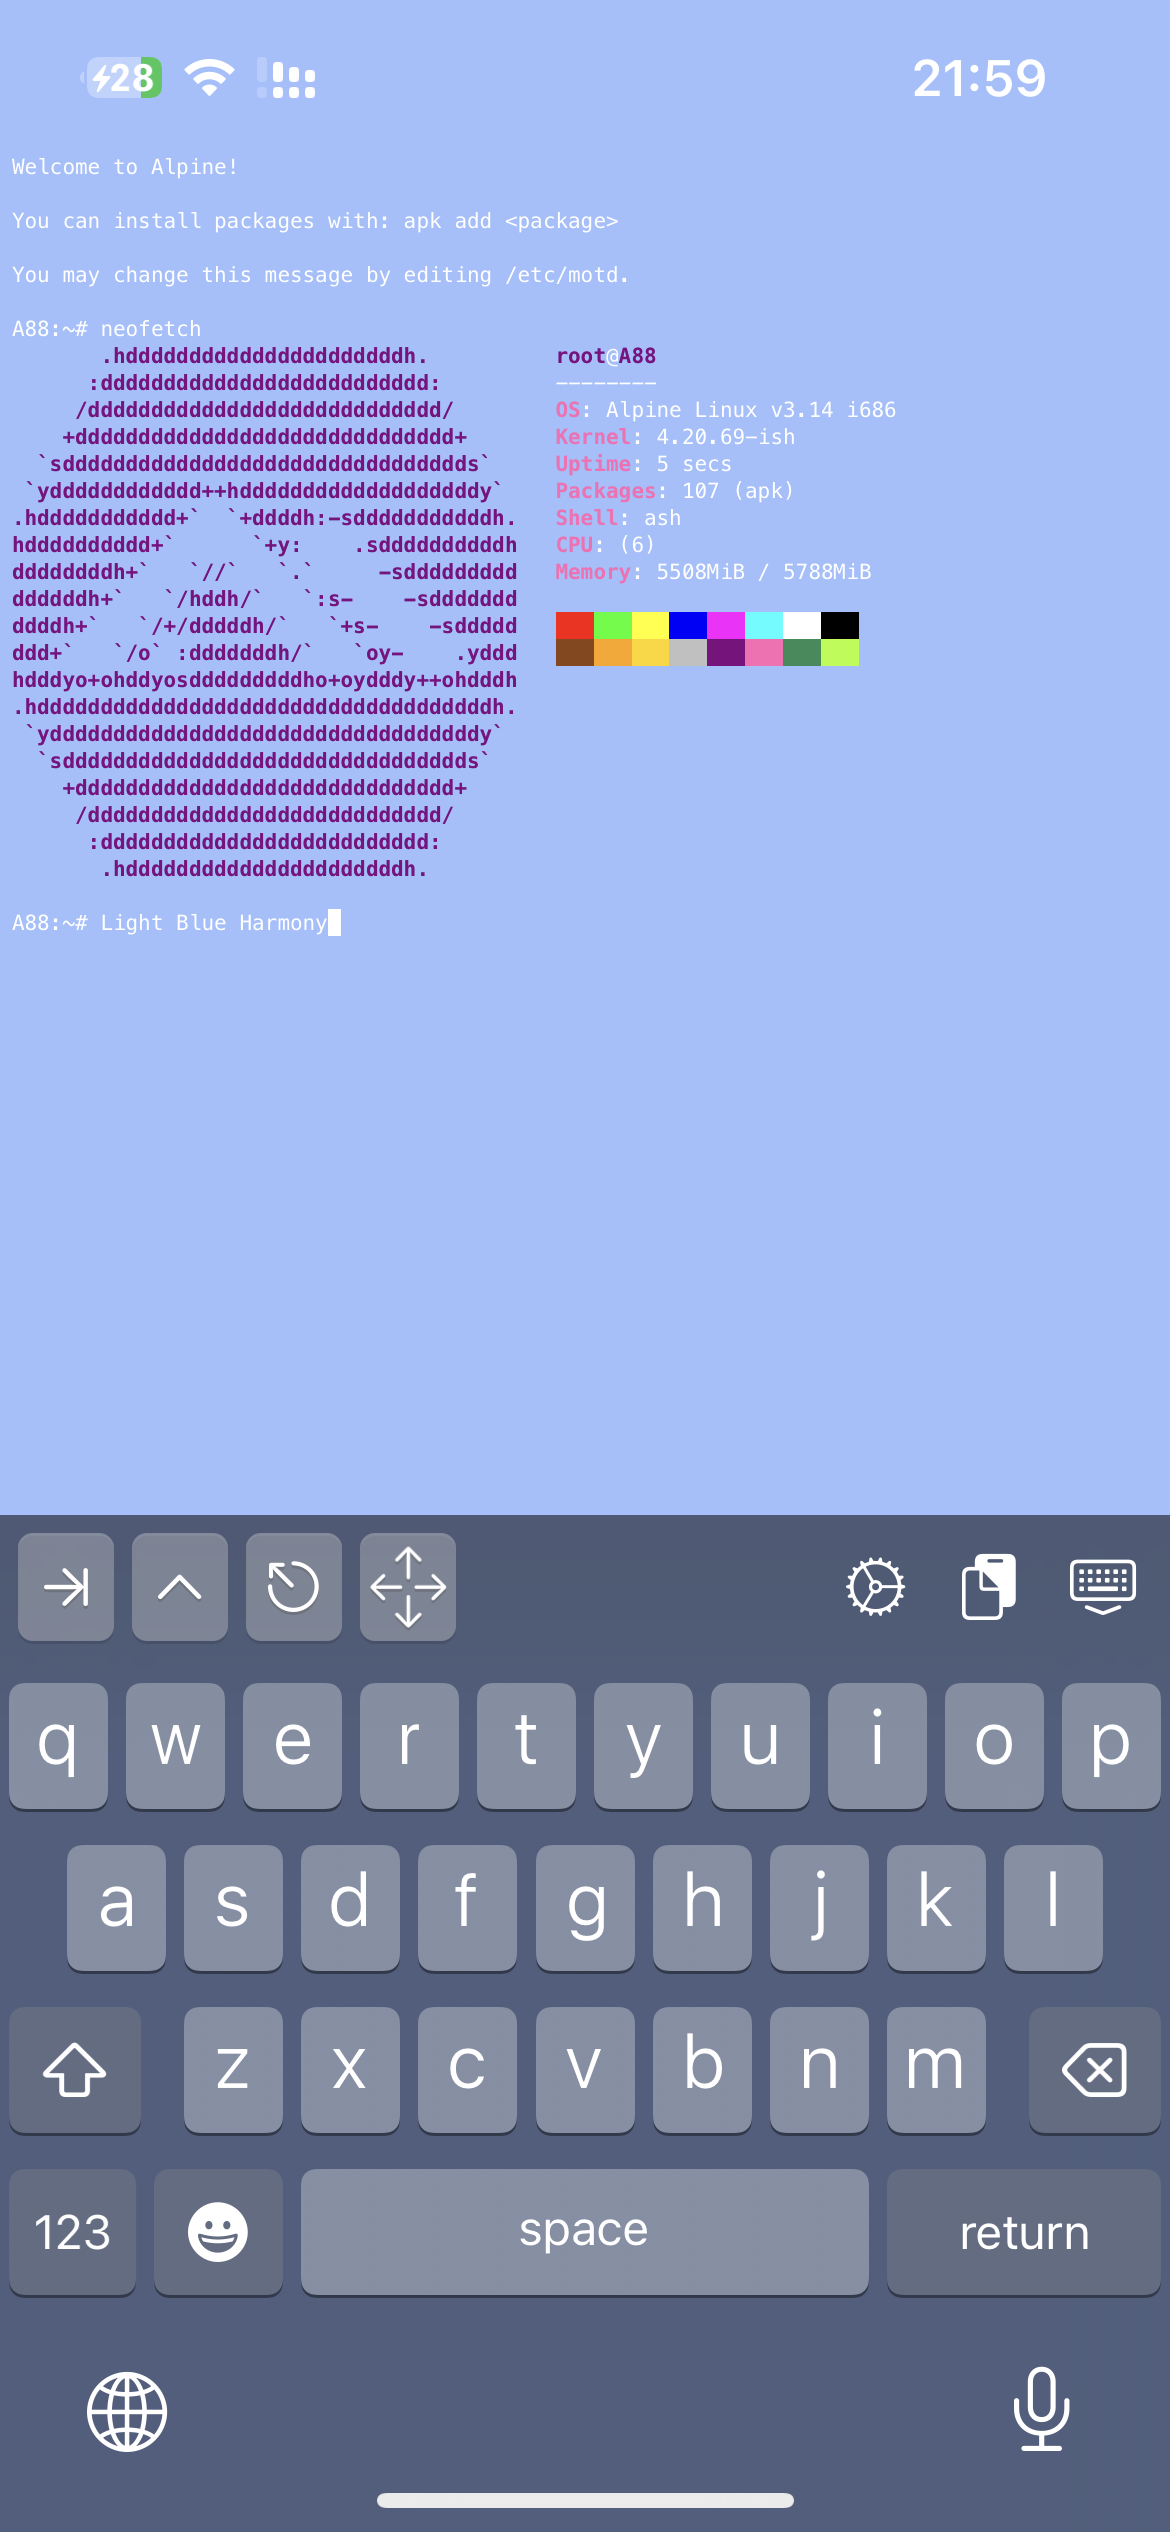 28
21:59
Welcome to Alpine!
You can install packages with: apk add <package>
You may change this message by editing /etc/motd.
A88:~# neofetch
.hddddddddddddddddddddddh.
:dddddddddddddddddddddddddd:
/dddddddddddddddddddddddddddd/
+dddddddddddddddddddddddddddddd+
`sdddddddddddddddddddddddddddddddds`
`ydddddddddddd++hdddddddddddddddddddy`
.hddddddddddd+`  `+ddddh:-sdddddddddddh.
hdddddddddd+`      `+y:    .sddddddddddh
ddddddddh+`   `//`   `.`     -sddddddddd
ddddddh+`   `/hddh/`   `:s-    -sddddddd
ddddh+`   `/+/dddddh/`   `+s-    -sddddd
ddd+`   `/o` :dddddddh/`   `oy-    .yddd
hdddyo+ohddyosdddddddddho+oydddy++ohdddh
.hddddddddddddddddddddddddddddddddddddh.
`yddddddddddddddddddddddddddddddddddy`
`sdddddddddddddddddddddddddddddddds`
+dddddddddddddddddddddddddddddd+
/dddddddddddddddddddddddddddd/
:dddddddddddddddddddddddddd:
.hddddddddddddddddddddddh.
root@A88
--------
OS: Alpine Linux v3.14 i686
Kernel: 4.20.69-ish
Uptime: 5 secs
Packages: 107 (apk)
Shell: ash
CPU: (6)
Memory: 5508MiB / 5788MiB
A88:~# Light Blue Harmony
q w e r t y u i o p
a s d f g h j k l
z x c v b n m
123 space return